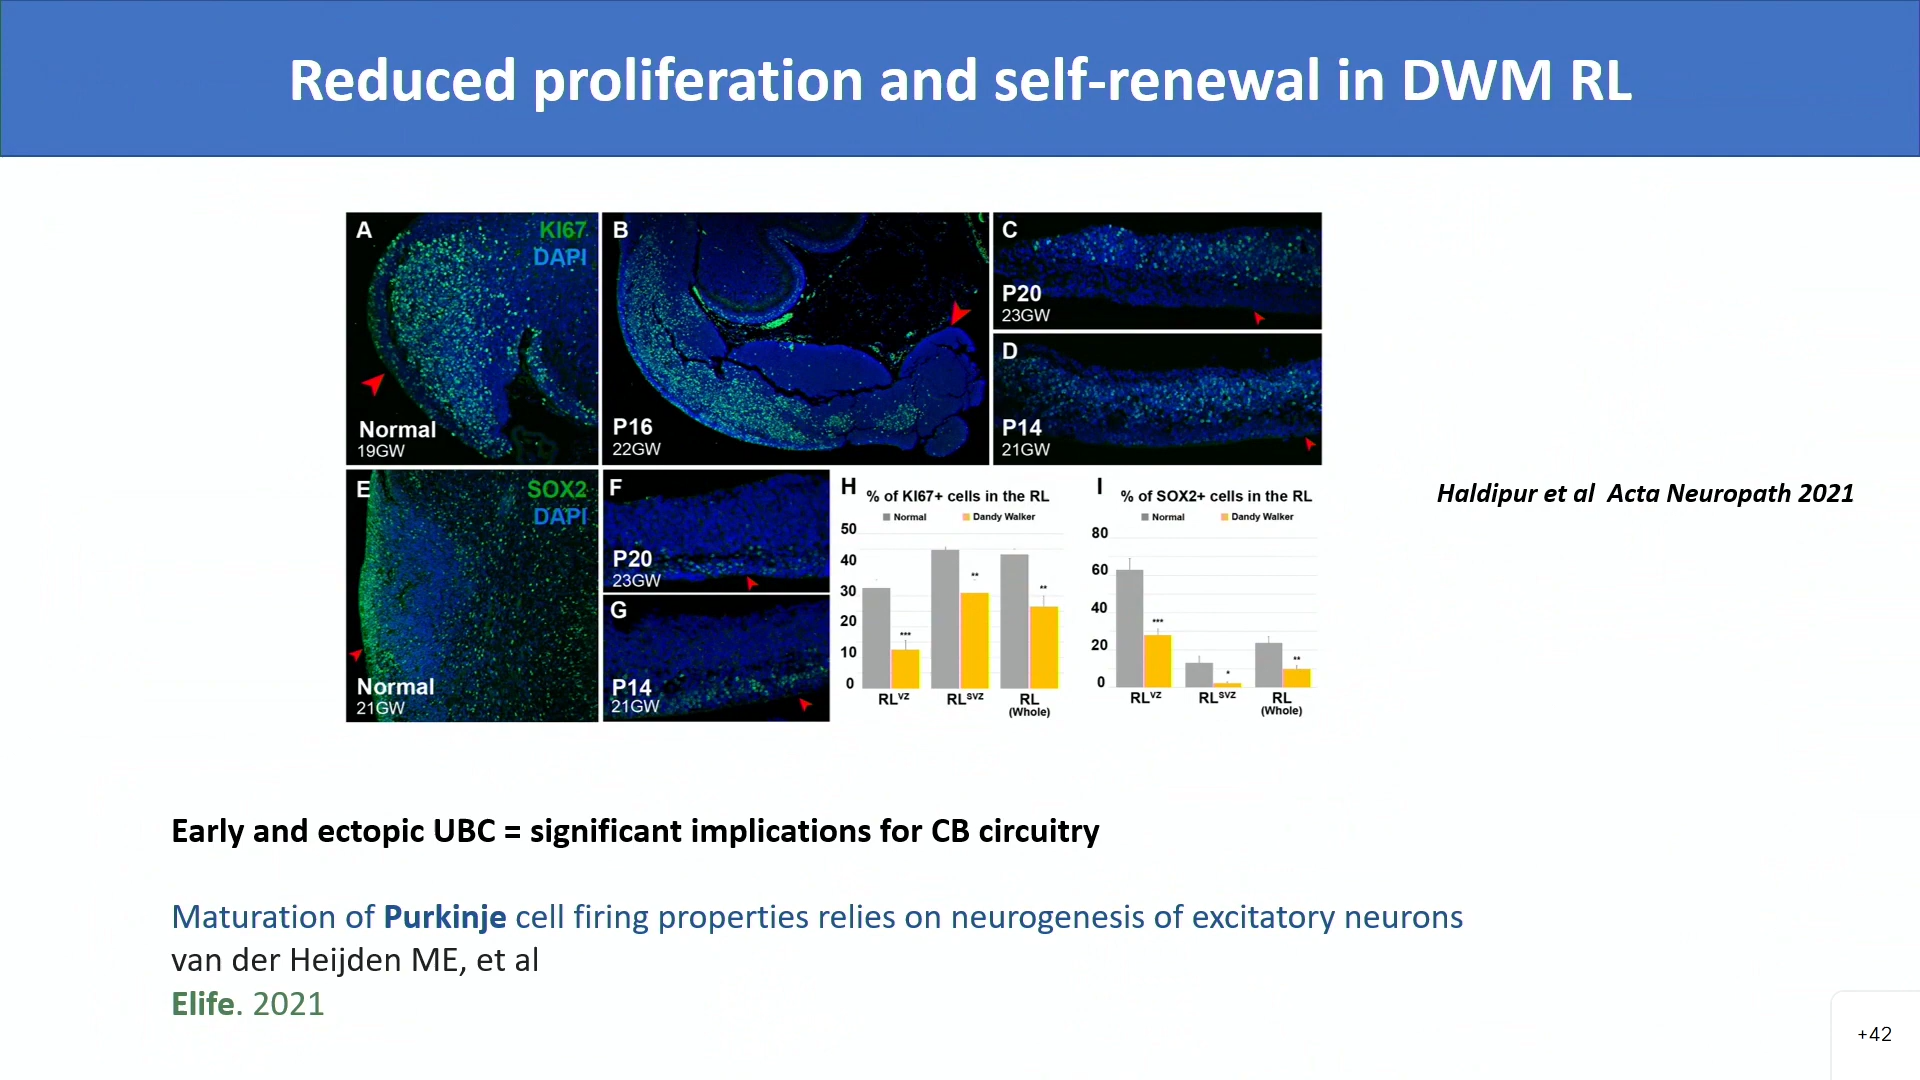 Reduced proliferation and self-renewal in DWM RL
A
KI67
DAPI
Normal
19GW
B
P16
22GW
C
P20
23GW
D
P14
21GW
E
SOX2
DAPI
Normal
21GW
F
P20
23GW
G
P14
21GW
H
% of KI67+ cells in the RL
Normal
Dandy Walker
50
40
30
20
10
0
***
**
**
RLVZ
RLSVZ
RL
(Whole)
I
% of SOX2+ cells in the RL
Normal
Dandy Walker
80
60
40
20
0
***
*
**
RLVZ
RLSVZ
RL
(Whole)
Haldipur et al Acta Neuropath 2021
Early and ectopic UBC = significant implications for CB circuitry
Maturation of Purkinje cell firing properties relies on neurogenesis of excitatory neurons
van der Heijden ME, et al
Elife. 2021
+42